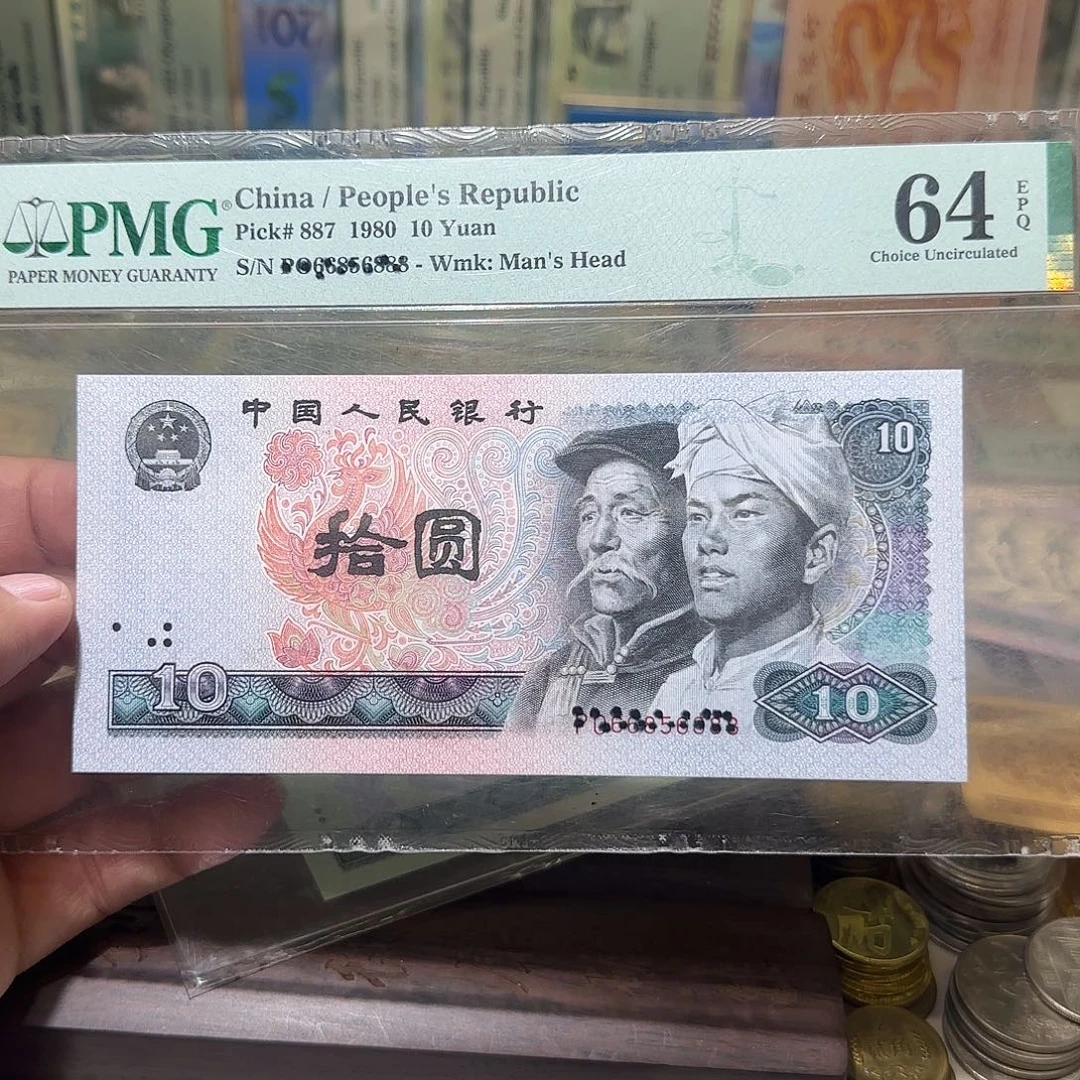 PMG®
PAPER MONEY GUARANTY
China / People's Republic
Pick# 887 1980 10 Yuan
S/N - Wmk: Man's Head
64
EPQ
Choice Uncirculated
中国人民银行
10
拾圆
10
10